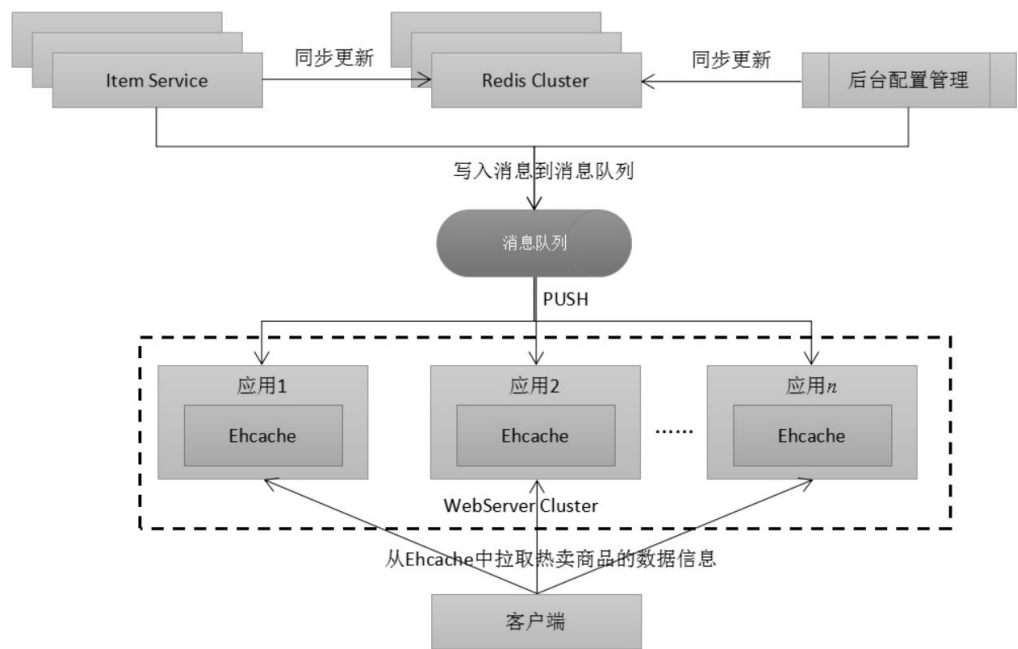 同步更新
同步更新
Item Service
Redis Cluster
后台配置管理
写入消息到消息队列
消息队列
PUSH
应用1
应用2
应用n
Ehcache
Ehcache
……
Ehcache
WebServer Cluster
从Ehcache中拉取热卖商品的数据信息
客户端